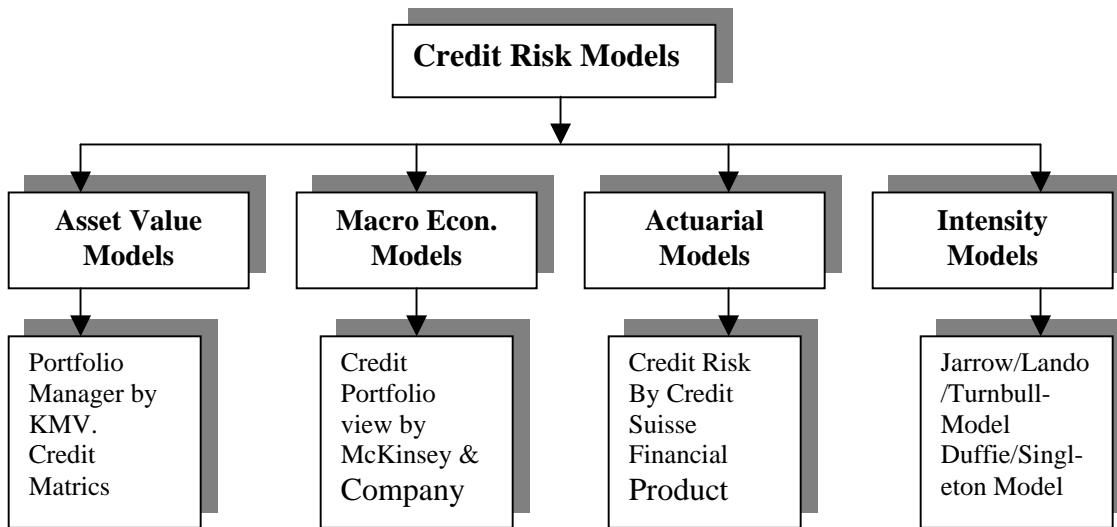 Credit Risk Models
Asset Value
Models
Macro Econ.
Models
Actuarial
Models
Intensity
Models
Portfolio
Manager by
KMV.
Credit
Matrics
Credit
Portfolio
view by
McKinsey &
Company
Credit Risk
By Credit
Suisse
Financial
Product
Jarrow/Lando
/Turnbull-
Model
Duffie/Singl-
eton Model